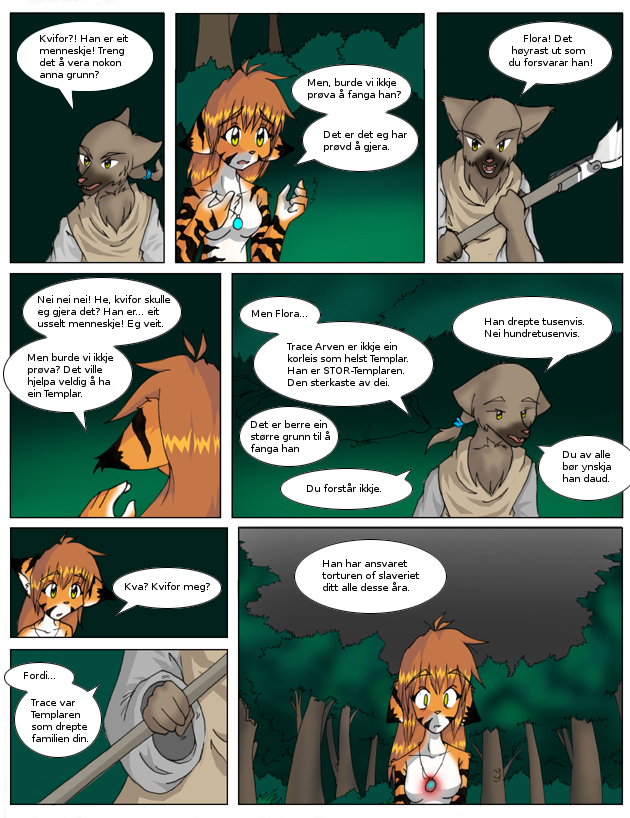 Kvifor?! Han er eit
menneskje! Treng
det å vera nokon
anna grunn?
Men, burde vi ikkje
prøva å fanga han?
Det er det eg har
prøvd å gjera.
Flora! Det
høyrast ut som
du forsvarar han!
Nei nei nei! He, kvifor skulle
eg gjera det? Han er... eit
usselt menneskje! Eg veit.
Men burde vi ikkje
prøva? Det ville
hjelpa veldig å ha
ein Templar.
Men Flora...
Trace Arven er ikkje ein
korleis som helst Templar.
Han er STOR-Templaren.
Den sterkaste av dei.
Det er berre ein
større grunn til å
fanga han
Du forstår ikkje.
Han drepte tusenvis.
Nei hundretusenvis.
Du av alle
bør ynskja
han daud.
Kva? Kvifor meg?
Fordi...
Trace var
Templaren
som drepte
familien din.
Han har ansvaret
torturen of slaveriet
ditt alle desse åra.